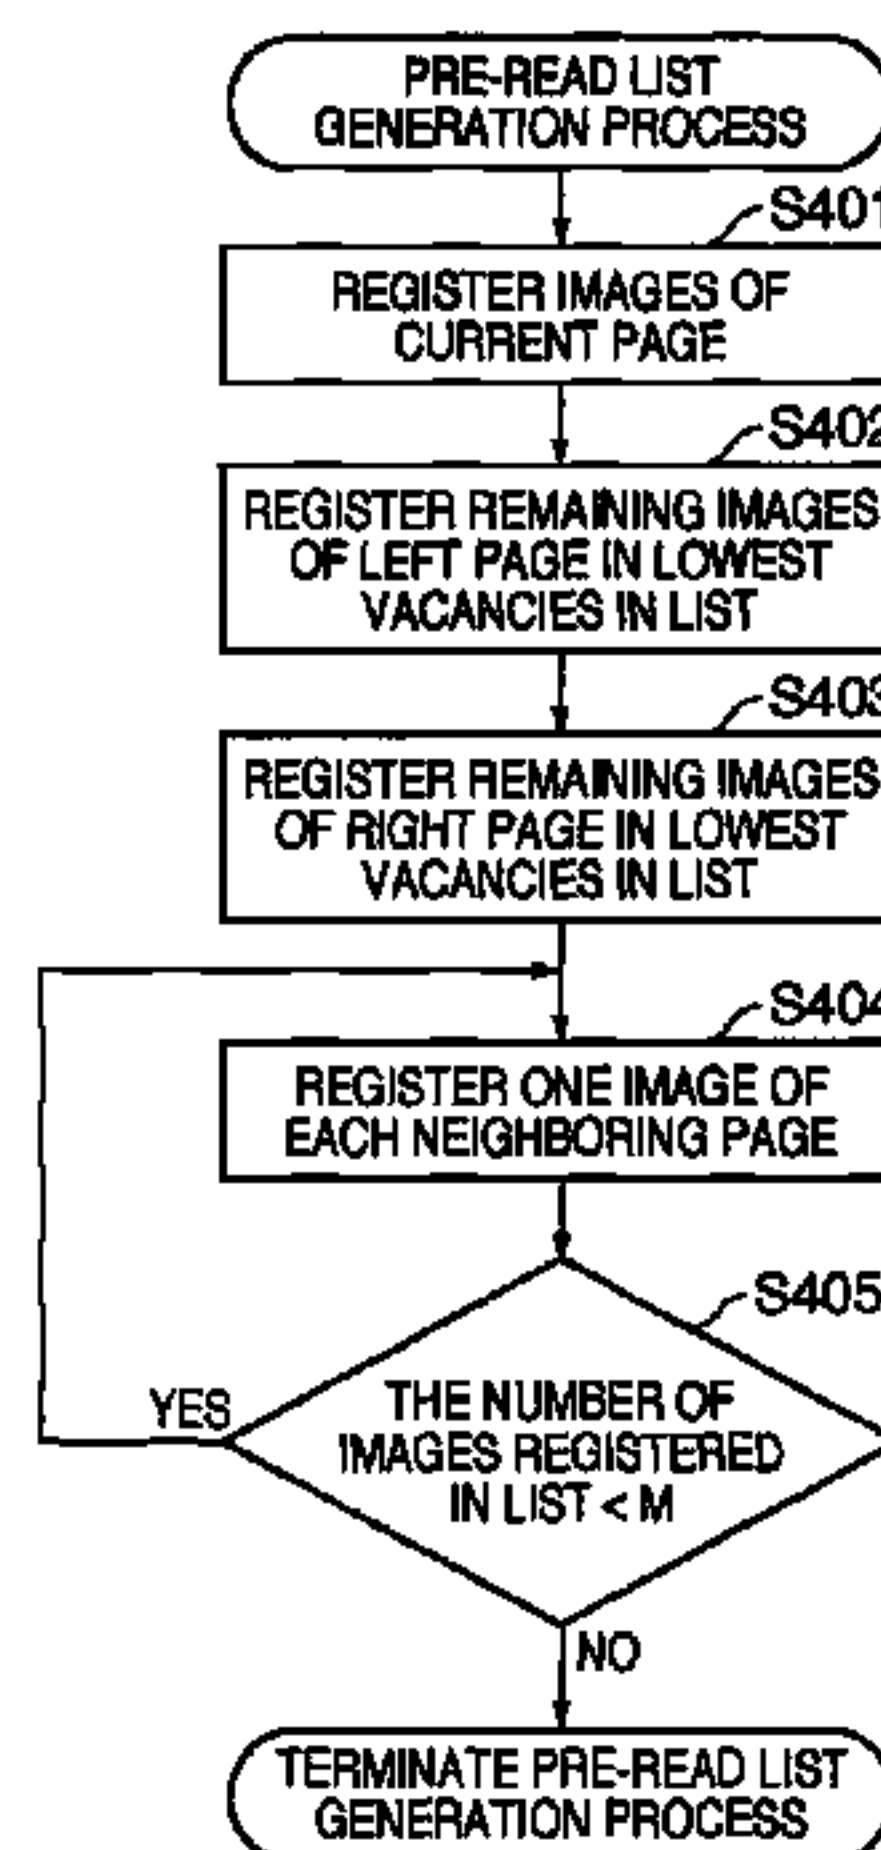 PRE-READ LIST
GENERATION PROCESS
S401
REGISTER IMAGES OF
CURRENT PAGE
S402
REGISTER REMAINING IMAGES
OF LEFT PAGE IN LOWEST
VACANCIES IN LIST
S403
REGISTER REMAINING IMAGES
OF RIGHT PAGE IN LOWEST
VACANCIES IN LIST
S404
REGISTER ONE IMAGE OF
EACH NEIGHBORING PAGE
S405
YES
THE NUMBER OF
IMAGES REGISTERED
IN LIST < M
NO
TERMINATE PRE-READ LIST
GENERATION PROCESS